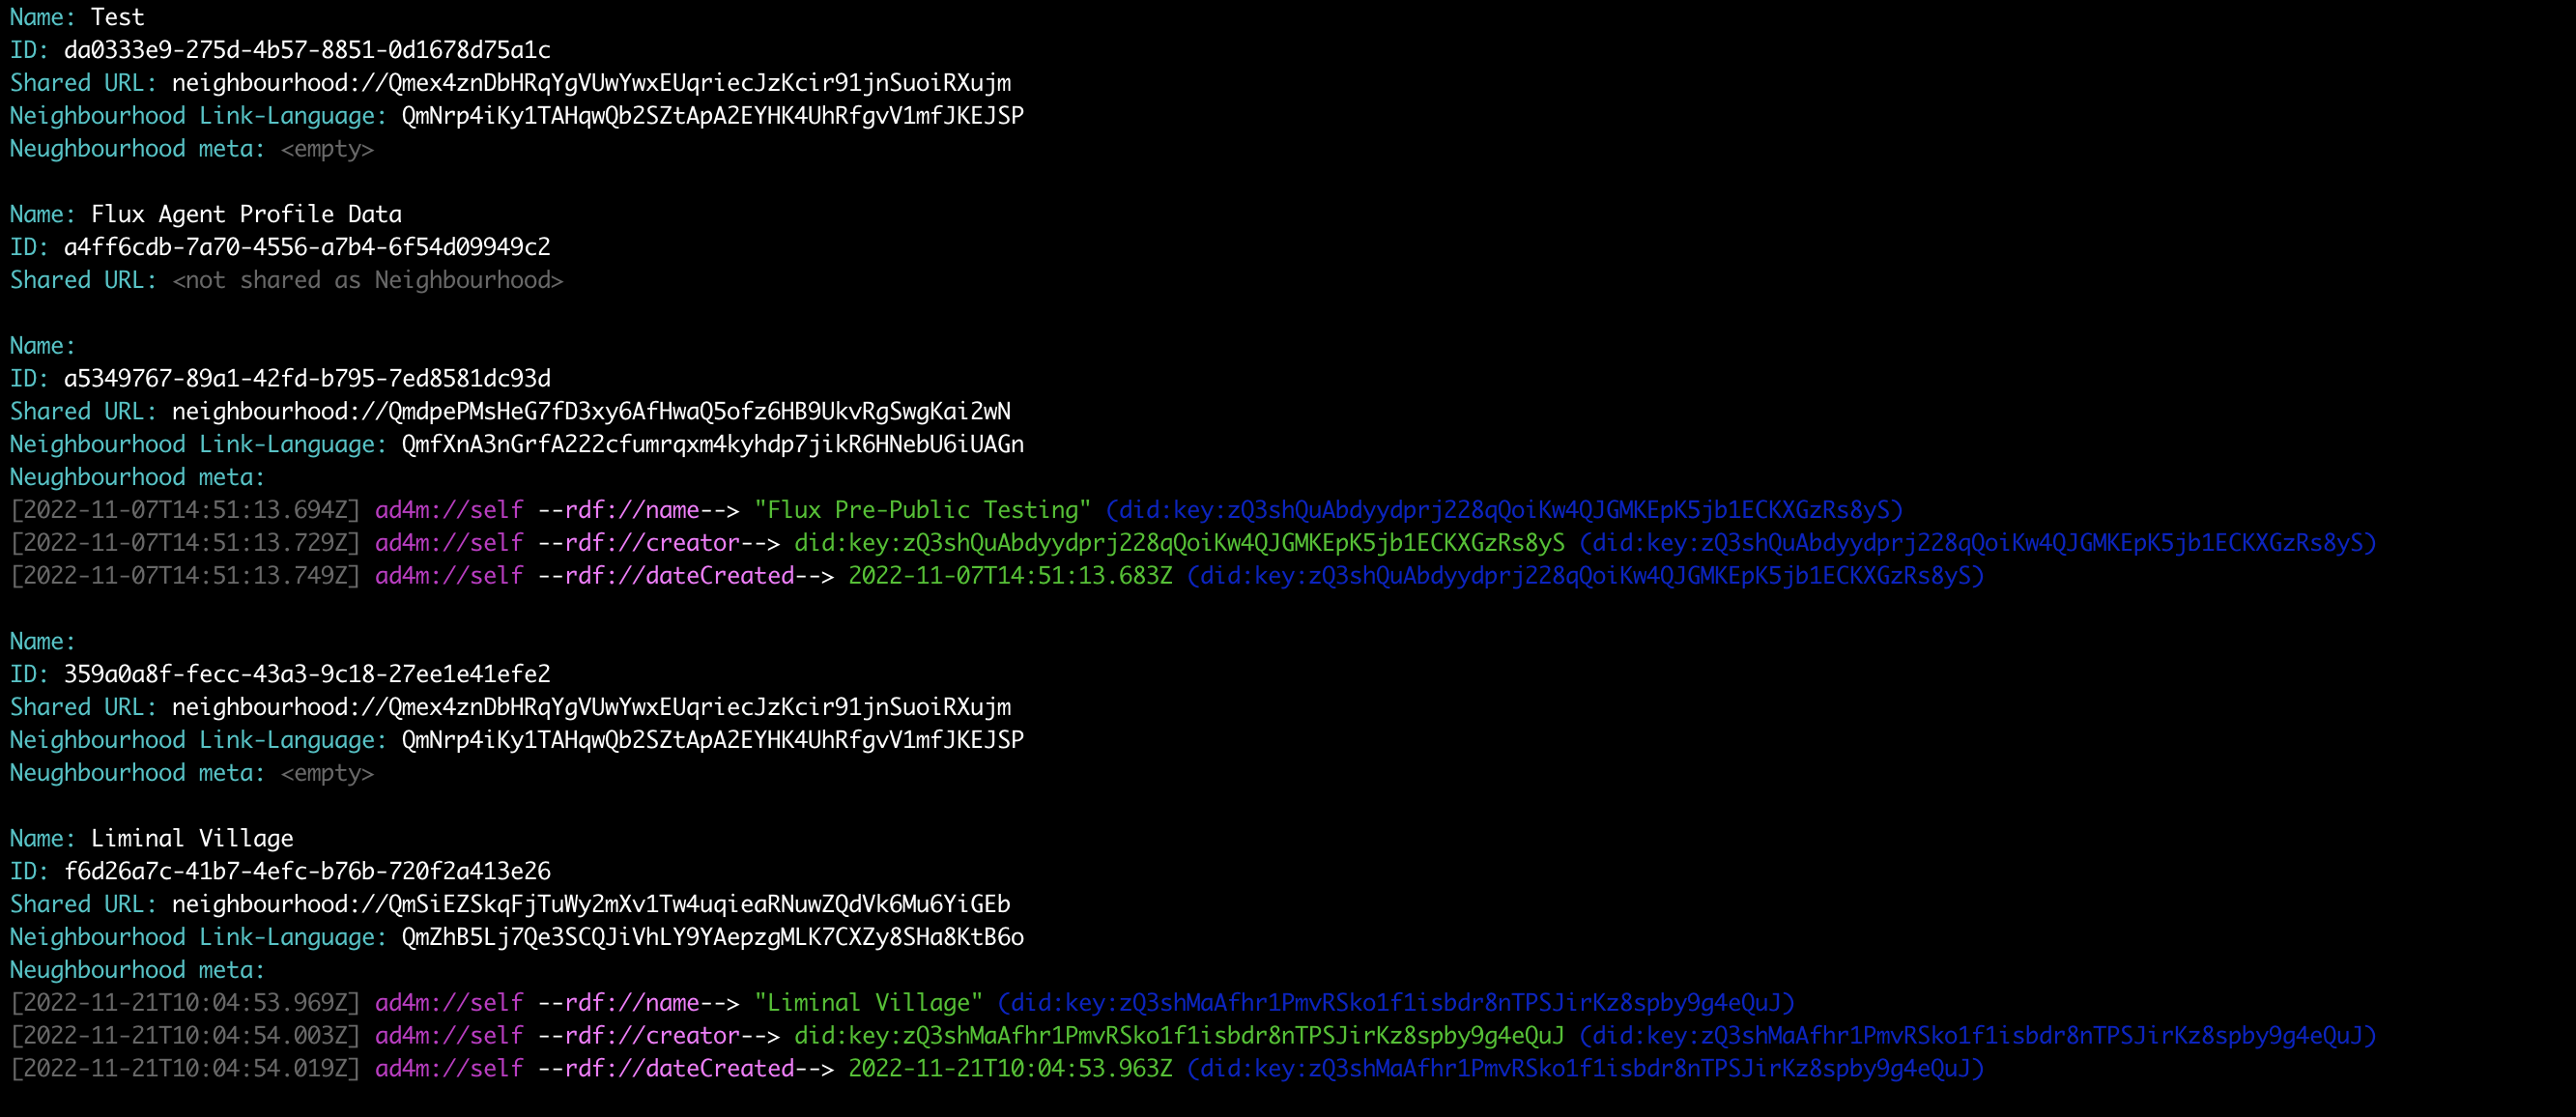 Name: Test
ID: da0333e9-275d-4b57-8851-0d1678d75a1c
Shared URL: neighbourhood://Qmex4znDbHRqYgVUwYwxEUqriecJzKcir91jnSuoiRXujm
Neighbourhood Link-Language: QmNrp4iKy1TAHqwQb2SZtApA2EYHK4UhRfgvV1mfJKEJSP
Neughbourhood meta: <empty>
Name: Flux Agent Profile Data
ID: a4ff6cdb-7a70-4556-a7b4-6f54d09949c2
Shared URL: <not shared as Neighbourhood>
Name:
ID: a5349767-89a1-42fd-b795-7ed8581dc93d
Shared URL: neighbourhood://QmdpePMsHeG7fD3xy6AfHwaQ5ofz6HB9UkvRgSwgKai2wN
Neighbourhood Link-Language: QmfXnA3nGrfA222cfumrqxm4kyhdp7jikR6HNebU6iUAGn
Neughbourhood meta:
[2022-11-07T14:51:13.694Z] ad4m://self --rdf://name--> "Flux Pre-Public Testing" (did:key:zQ3shQuAbdyydprj228qQoiKw4QJGMKEpK5jb1ECKXGzRs8yS)
[2022-11-07T14:51:13.729Z] ad4m://self --rdf://creator--> did:key:zQ3shQuAbdyydprj228qQoiKw4QJGMKEpK5jb1ECKXGzRs8yS (did:key:zQ3shQuAbdyydprj228qQoiKw4QJGMKEpK5jb1ECKXGzRs8yS)
[2022-11-07T14:51:13.749Z] ad4m://self --rdf://dateCreated--> 2022-11-07T14:51:13.683Z (did:key:zQ3shQuAbdyydprj228qQoiKw4QJGMKEpK5jb1ECKXGzRs8yS)
Name:
ID: 359a0a8f-fecc-43a3-9c18-27ee1e41efe2
Shared URL: neighbourhood://Qmex4znDbHRqYgVUwYwxEUqriecJzKcir91jnSuoiRXujm
Neighbourhood Link-Language: QmNrp4iKy1TAHqwQb2SZtApA2EYHK4UhRfgvV1mfJKEJSP
Neughbourhood meta: <empty>
Name: Liminal Village
ID: f6d26a7c-41b7-4efc-b76b-720f2a413e26
Shared URL: neighbourhood://QmSiEZSkqFjTuWy2mXv1Tw4uqieaRNuwZQdVk6Mu6YiGEb
Neighbourhood Link-Language: QmZhB5Lj7Qe3SCQJiVhLY9YAepzgMLK7CXZy8SHa8KtB6o
Neughbourhood meta:
[2022-11-21T10:04:53.969Z] ad4m://self --rdf://name--> "Liminal Village" (did:key:zQ3shMaAfhr1PmvRSko1f1isbdr8nTPSJirKz8spby9g4eQuJ)
[2022-11-21T10:04:54.003Z] ad4m://self --rdf://creator--> did:key:zQ3shMaAfhr1PmvRSko1f1isbdr8nTPSJirKz8spby9g4eQuJ (did:key:zQ3shMaAfhr1PmvRSko1f1isbdr8nTPSJirKz8spby9g4eQuJ)
[2022-11-21T10:04:54.019Z] ad4m://self --rdf://dateCreated--> 2022-11-21T10:04:53.963Z (did:key:zQ3shMaAfhr1PmvRSko1f1isbdr8nTPSJirKz8spby9g4eQuJ)